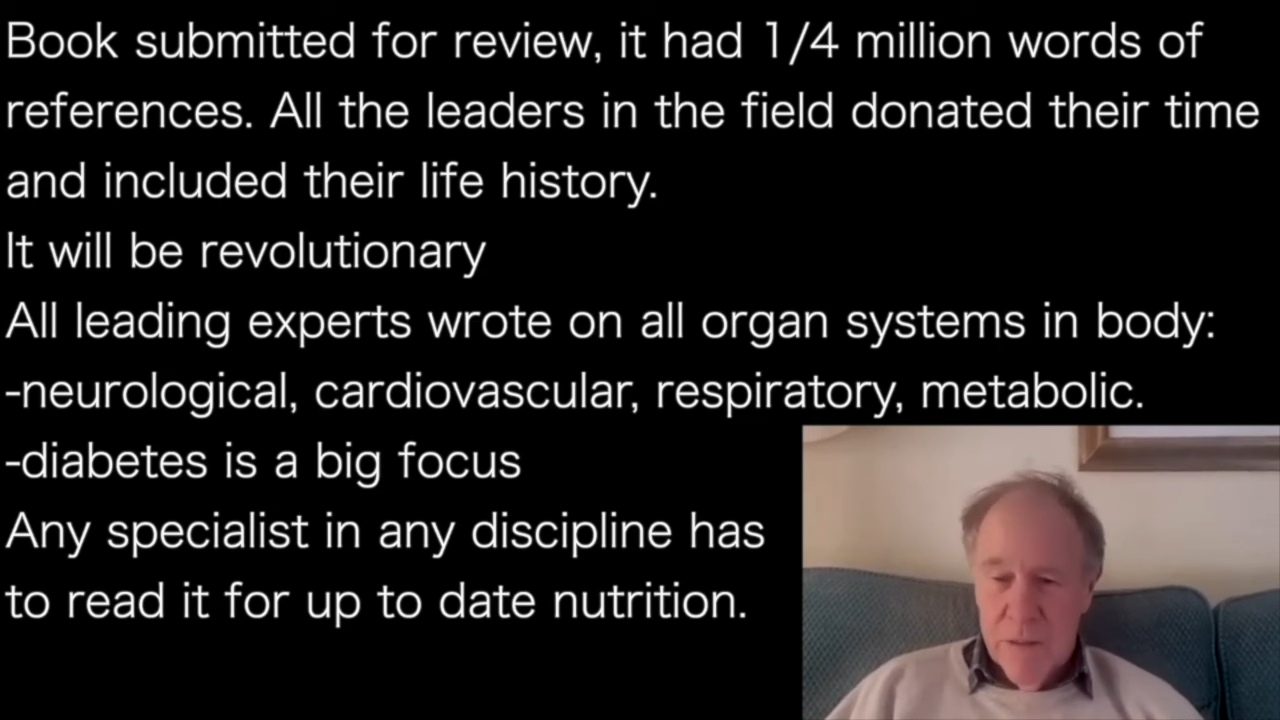 Book submitted for review, it had 1/4 million words of
references. All the leaders in the field donated their time
and included their life history.
It will be revolutionary
All leading experts wrote on all organ systems in body:
-neurological, cardiovascular, respiratory, metabolic.
-diabetes is a big focus
Any specialist in any discipline has
to read it for up to date nutrition.